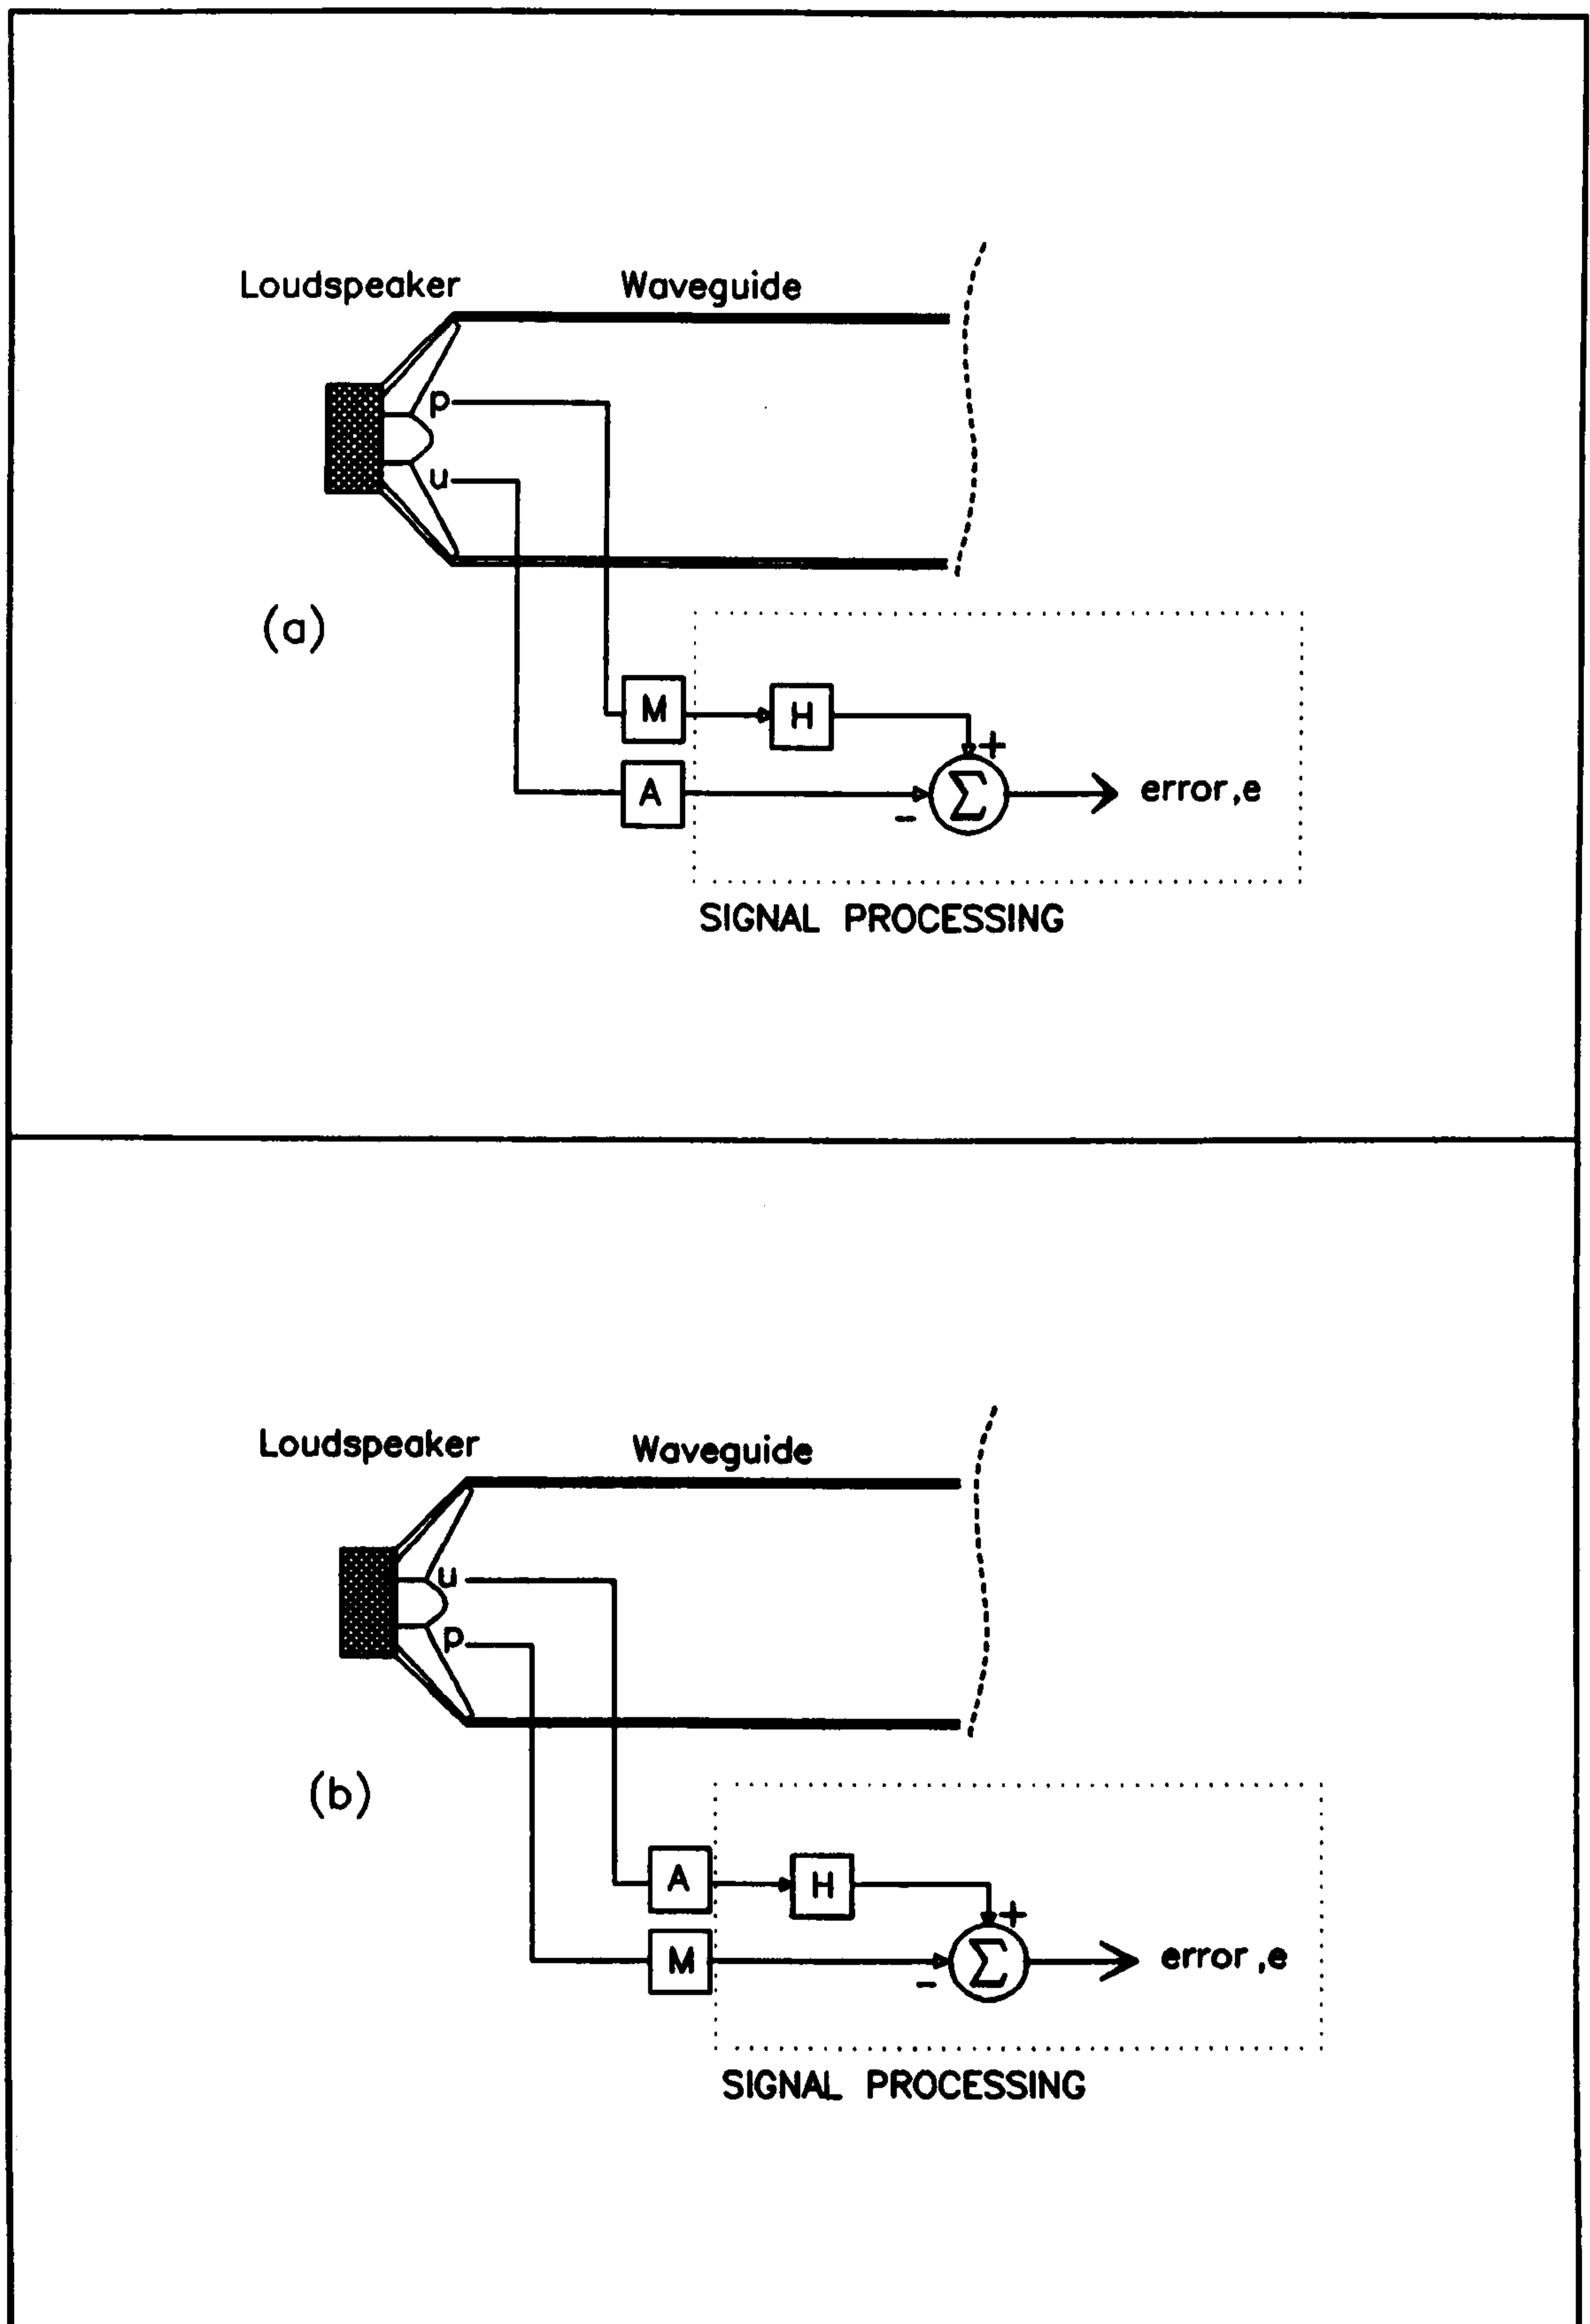 Loudspeaker Waveguide
p
u
(a)
M
H
+
A
Σ
-
error,e
SIGNAL PROCESSING
Loudspeaker Waveguide
u
p
(b)
A
H
+
M
Σ
-
error,e
SIGNAL PROCESSING